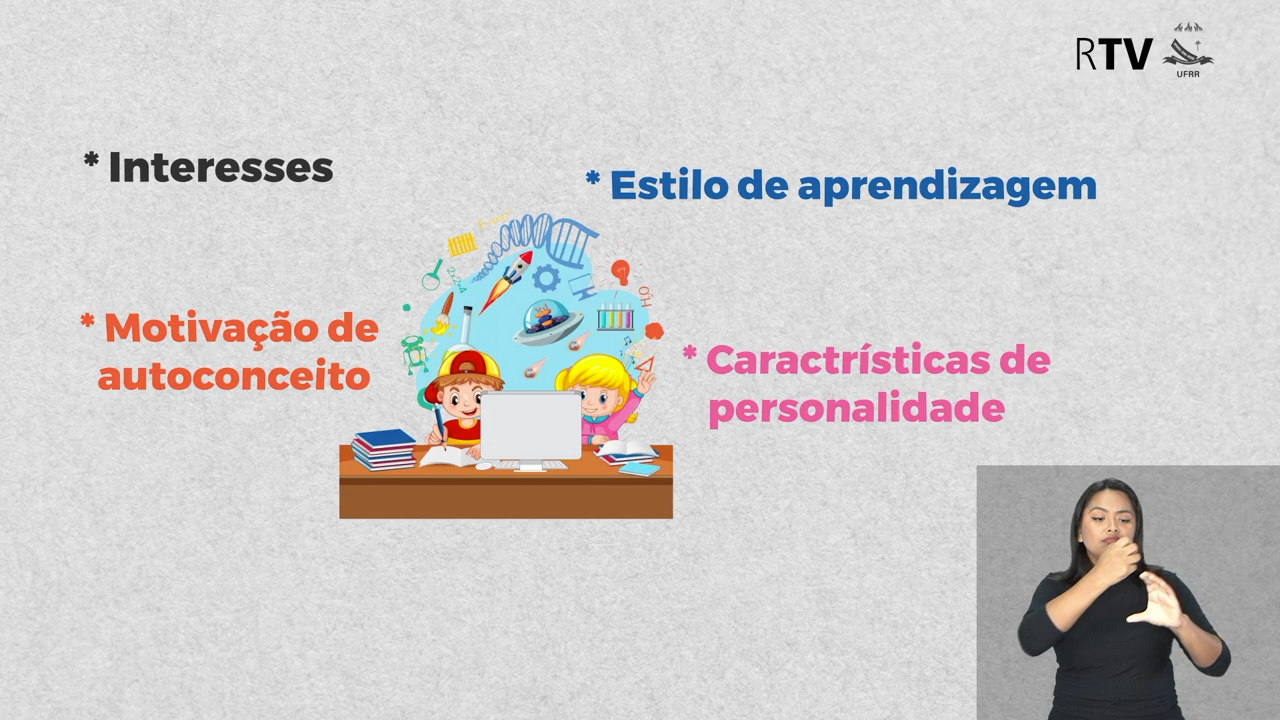 RTV
UFRR
* Interesses
* Estilo de aprendizagem
* Motivação de
autoconceito
* Caractrísticas de
personalidade